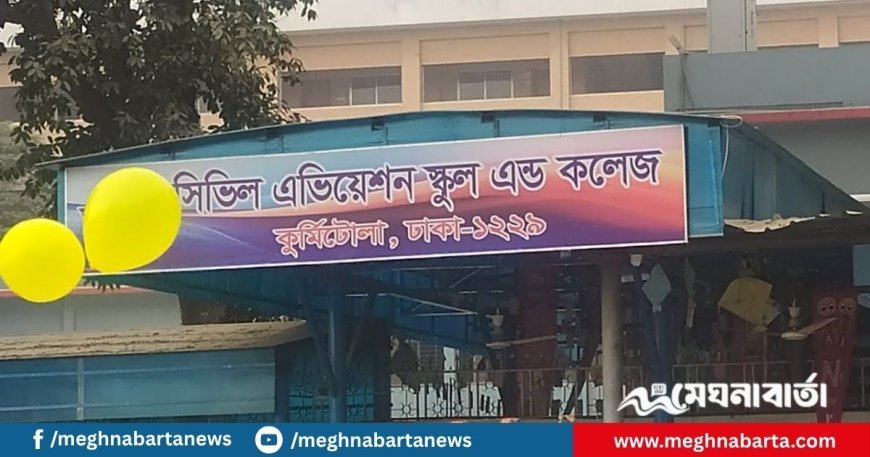 সিভিল এভিয়েশন স্কুল এন্ড কলেজ
কুর্মিটোলা, ঢাকা-১২২৯
মেঘনাবার্তা
/meghnabartanews
/meghnabartanews
www.meghnabarta.com